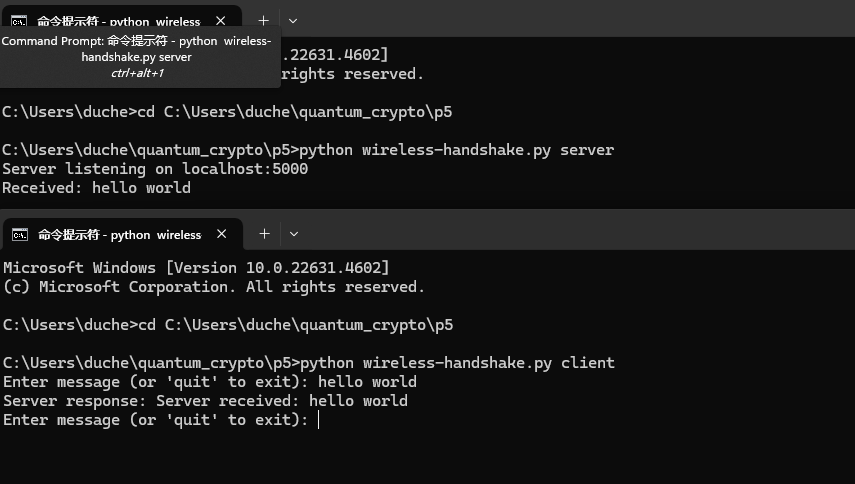 命令提示符 - python wireless
Command Prompt: 命令提示符 - python wireless-
handshake.py server
ctrl+alt+1
.22631.4602]
rights reserved.
C:\Users\duche>cd C:\Users\duche\quantum_crypto\p5
C:\Users\duche\quantum_crypto\p5>python wireless-handshake.py server
Server listening on localhost:5000
Received: hello world
命令提示符 - python wireless
Microsoft Windows [Version 10.0.22631.4602]
(c) Microsoft Corporation. All rights reserved.
C:\Users\duche>cd C:\Users\duche\quantum_crypto\p5
C:\Users\duche\quantum_crypto\p5>python wireless-handshake.py client
Enter message (or 'quit' to exit): hello world
Server response: Server received: hello world
Enter message (or 'quit' to exit):